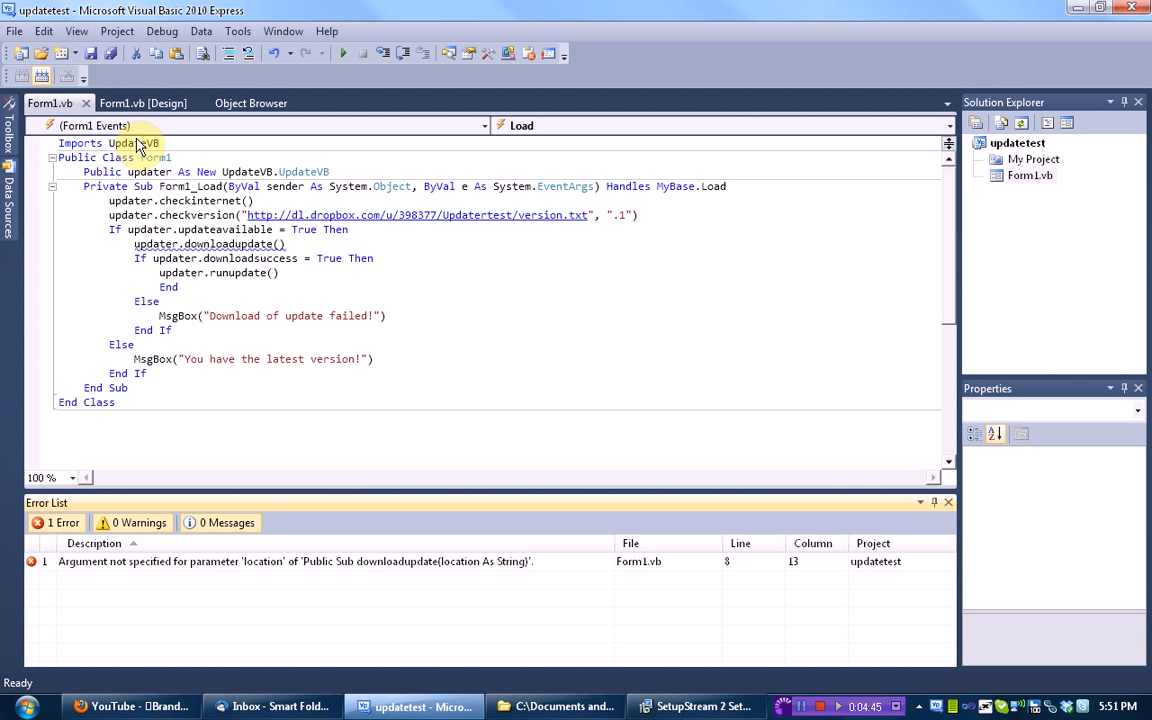 updatetest - Microsoft Visual Basic 2010 Express
File Edit View Project Debug Data Tools Window Help
Form1.vb Form1.vb [Design] Object Browser
(Form1 Events) Load
Imports UpdateVB
Public Class Form1
Public updater As New UpdateVB.UpdateVB
Private Sub Form1_Load(ByVal sender As System.Object, ByVal e As System.EventArgs) Handles MyBase.Load
updater.checkinternet()
updater.checkversion("http://dl.dropbox.com/u/398377/Updatertest/version.txt", ".1")
If updater.updateavailable = True Then
updater.downloadupdate()
If updater.downloadsuccess = True Then
updater.runupdate()
End
Else
MsgBox("Download of update failed!")
End If
Else
MsgBox("You have the latest version!")
End If
End Sub
End Class
100 %
Toolbox
Data Sources
Solution Explorer
updatetest
My Project
Form1.vb
Properties
Error List
1 Error 0 Warnings 0 Messages
Description File Line Column Project
1 Argument not specified for parameter 'location' of 'Public Sub downloadupdate(location As String)'. Form1.vb 8 13 updatetest
Ready
YouTube - Brand... Inbox - Smart Fold... updatetest - Micro... C:\Documents and... SetupStream 2 Set... 0:04:45 5:51 PM